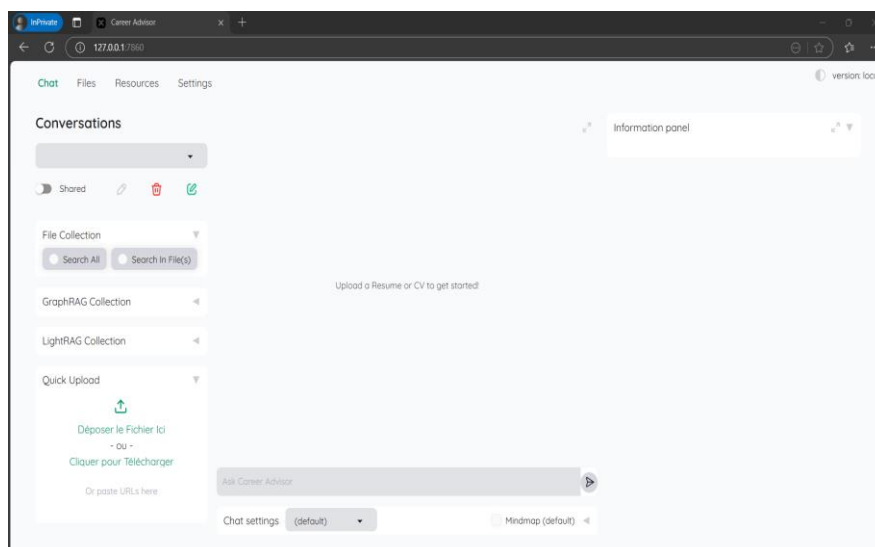 InPrivate
Career Advisor
127.0.0.1:7860
Chat Files Resources Settings
version: loc
Conversations
Information panel
Shared
File Collection
Search All Search In File(s)
Upload a Resume or CV to get started!
GraphRAG Collection
LightRAG Collection
Quick Upload
Déposer le Fichier Ici
- ou -
Cliquer pour Télécharger
Or paste URLs here
Ask Career Advisor
Chat settings (default) Mindmap (default)